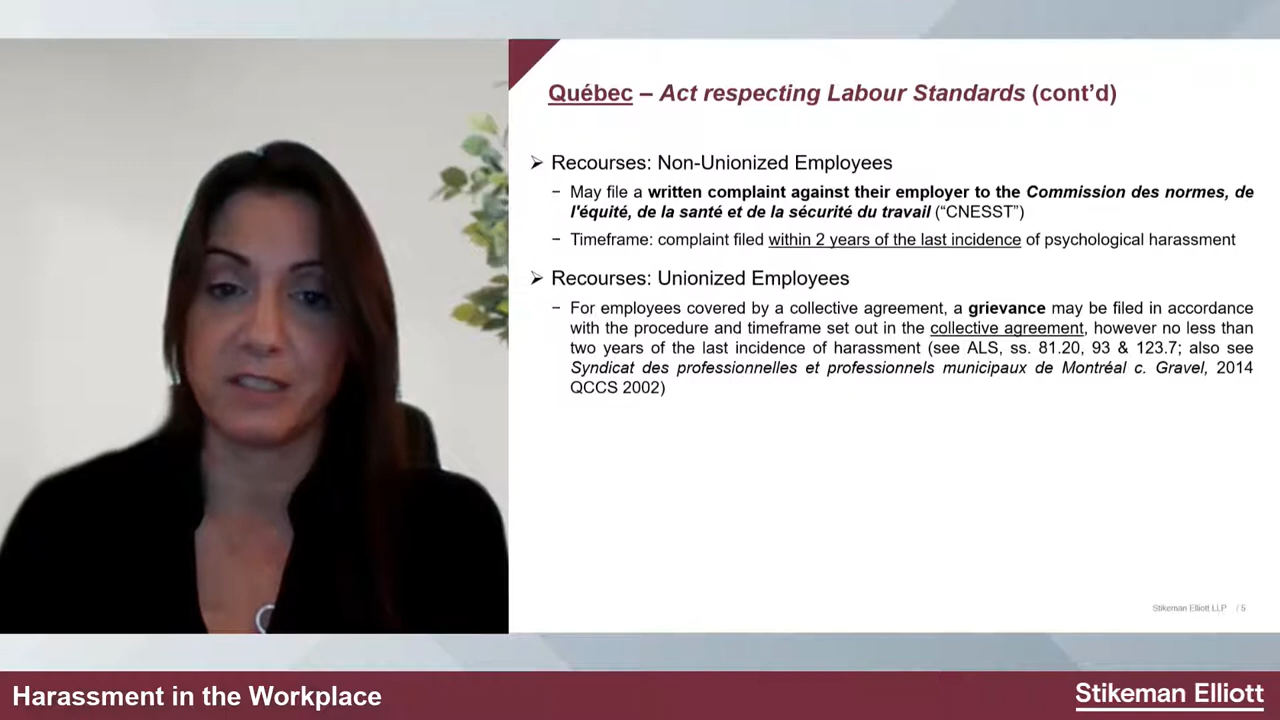 Québec – Act respecting Labour Standards (cont’d)
➢ Recourses: Non-Unionized Employees
− May file a written complaint against their employer to the Commission des normes, de
l'équité, de la santé et de la sécurité du travail (“CNESST”)
− Timeframe: complaint filed within 2 years of the last incidence of psychological harassment
➢ Recourses: Unionized Employees
− For employees covered by a collective agreement, a grievance may be filed in accordance
with the procedure and timeframe set out in the collective agreement, however no less than
two years of the last incidence of harassment (see ALS, ss. 81.20, 93 & 123.7; also see
Syndicat des professionnelles et professionnels municipaux de Montréal c. Gravel, 2014
QCCS 2002)
Stikeman Elliott LLP / 5
Harassment in the Workplace
Stikeman Elliott